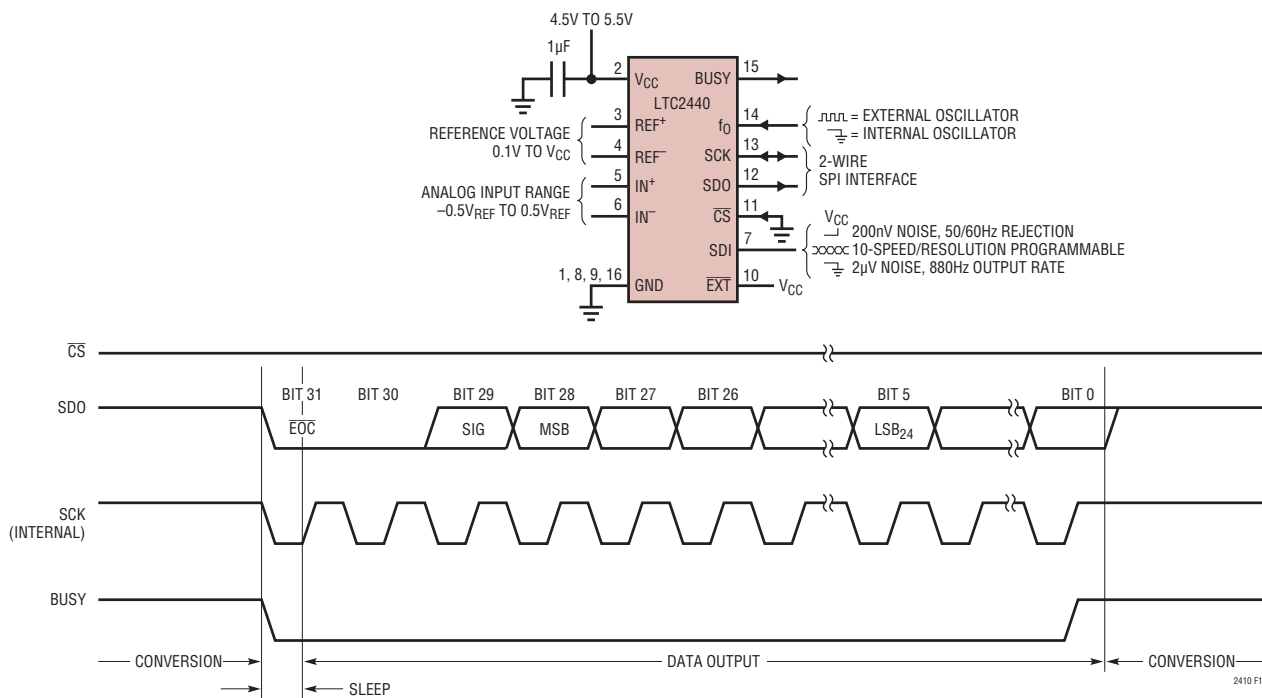 4.5V TO 5.5V
1µF
2
VCC
BUSY
15
LTC2440
3
REF+
fO
14
= EXTERNAL OSCILLATOR
= INTERNAL OSCILLATOR
REFERENCE VOLTAGE
0.1V TO VCC
4
REF–
SCK
13
2-WIRE
SPI INTERFACE
5
IN+
SDO
12
ANALOG INPUT RANGE
–0.5VREF TO 0.5VREF
6
IN–
CS
11
VCC
200nV NOISE, 50/60Hz REJECTION
SDI
7
10-SPEED/RESOLUTION PROGRAMMABLE
2µV NOISE, 880Hz OUTPUT RATE
1, 8, 9, 16
GND
EXT
10
VCC
CS
BIT 31
BIT 30
BIT 29
BIT 28
BIT 27
BIT 26
BIT 5
BIT 0
SDO
EOC
SIG
MSB
LSB24
SCK
(INTERNAL)
BUSY
CONVERSION
DATA OUTPUT
CONVERSION
SLEEP
2410 F1